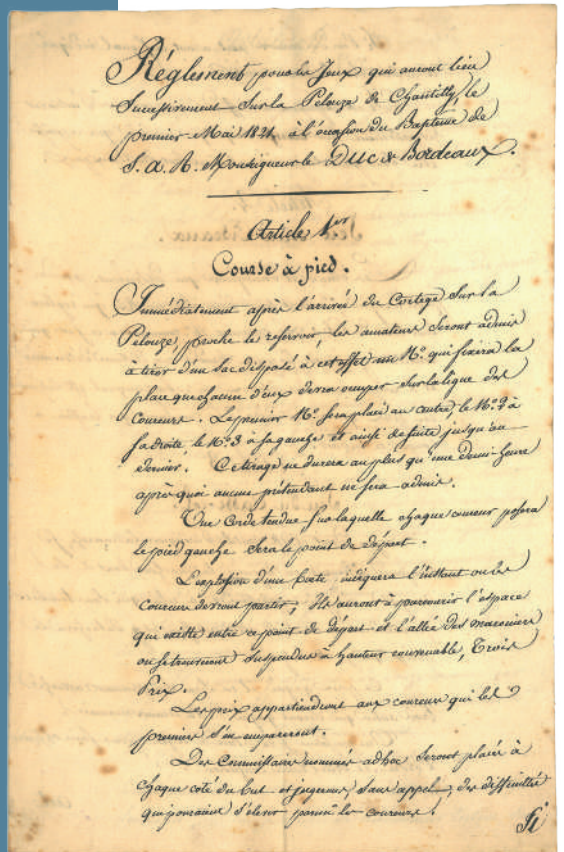 Réglement pour les Jeux qui auront lieu
Successivement Sur la Pelouze de Chantilly, le
premier Mai 1821, à l'occasion du Baptême de
S. A. R. Monseigneur le Duc de Bordeaux.
Article 1er
Course à pied.
Immédiatement après l'arrivée du Cortège Sur la
Pelouze, proche le reservoir, les amateurs Seront admis
à tirer d'un Sac disposé à cet effet un No. qui fixera la
place que chacun d'eux devra occuper Sur la ligne des
Coureurs. Le premier No. Sera placé au centre, le No. 2 à
sa droite, le No. 3 à sa gauche et ainsi de suite jusqu'au
dernier. Ce tirage ne durera au plus qu'une demi heure
après quoi aucun prétendant ne sera admis.
Une Corde tendue Sur laquelle chaque coureur posera
le pied gauche Sera le point de départ.
L'explosion d'une boete indiquera l'instant où les
Coureurs devront partir; Ils auront à parcourir l'espace
qui existe entre ce point de départ et l'allée des maroniers
où se trouveront Suspendus à hauteur convenable, Trois
Prix.
Les prix appartiendront aux coureurs qui les
premiers S'en empareront.
Des Commissaires nommés adhoc Seront placés à
chaque coté du but et jugeront, Sans appel, des difficultés
qui pouraient S'élever parmi les coureurs.